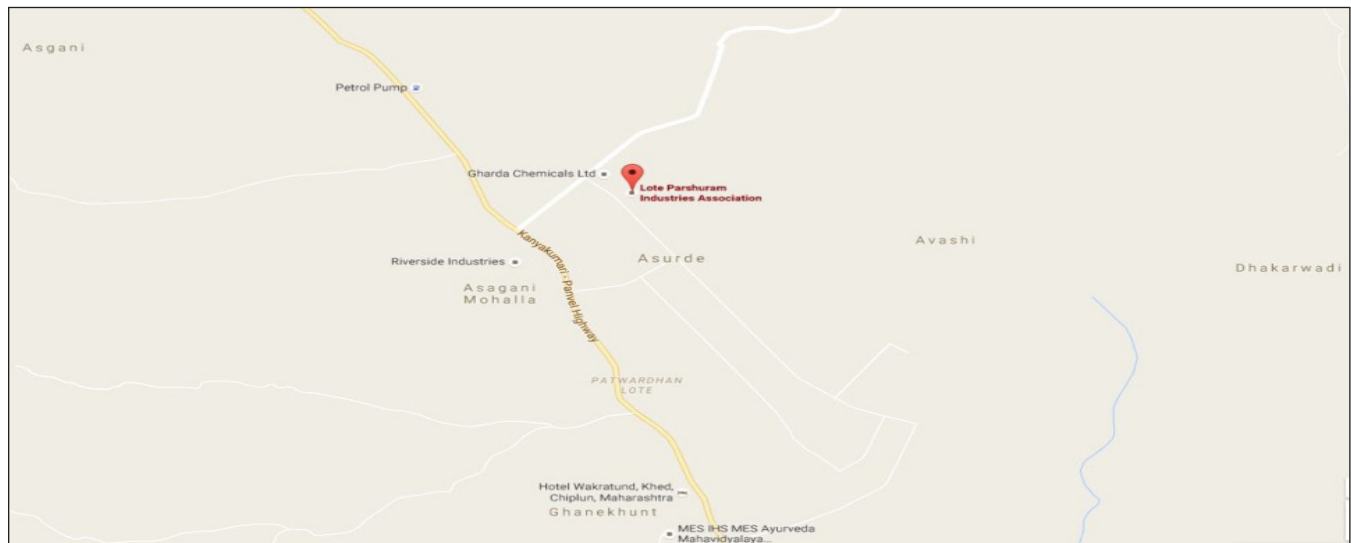 Asgani
Petrol Pump
Gharda Chemicals Ltd
Lote Parshuram
Industries Association
Kanyakumari - Panvel Highway
Avashi
Asurde
Riverside Industries
Dhakarwadi
Asagani
Mohalla
PATWARDHAN
LOTE
Hotel Wakratund, Khed,
Chiplun, Maharashtra
Ghanekhunt
MES IHS MES Ayurveda
Mahavidyalaya...